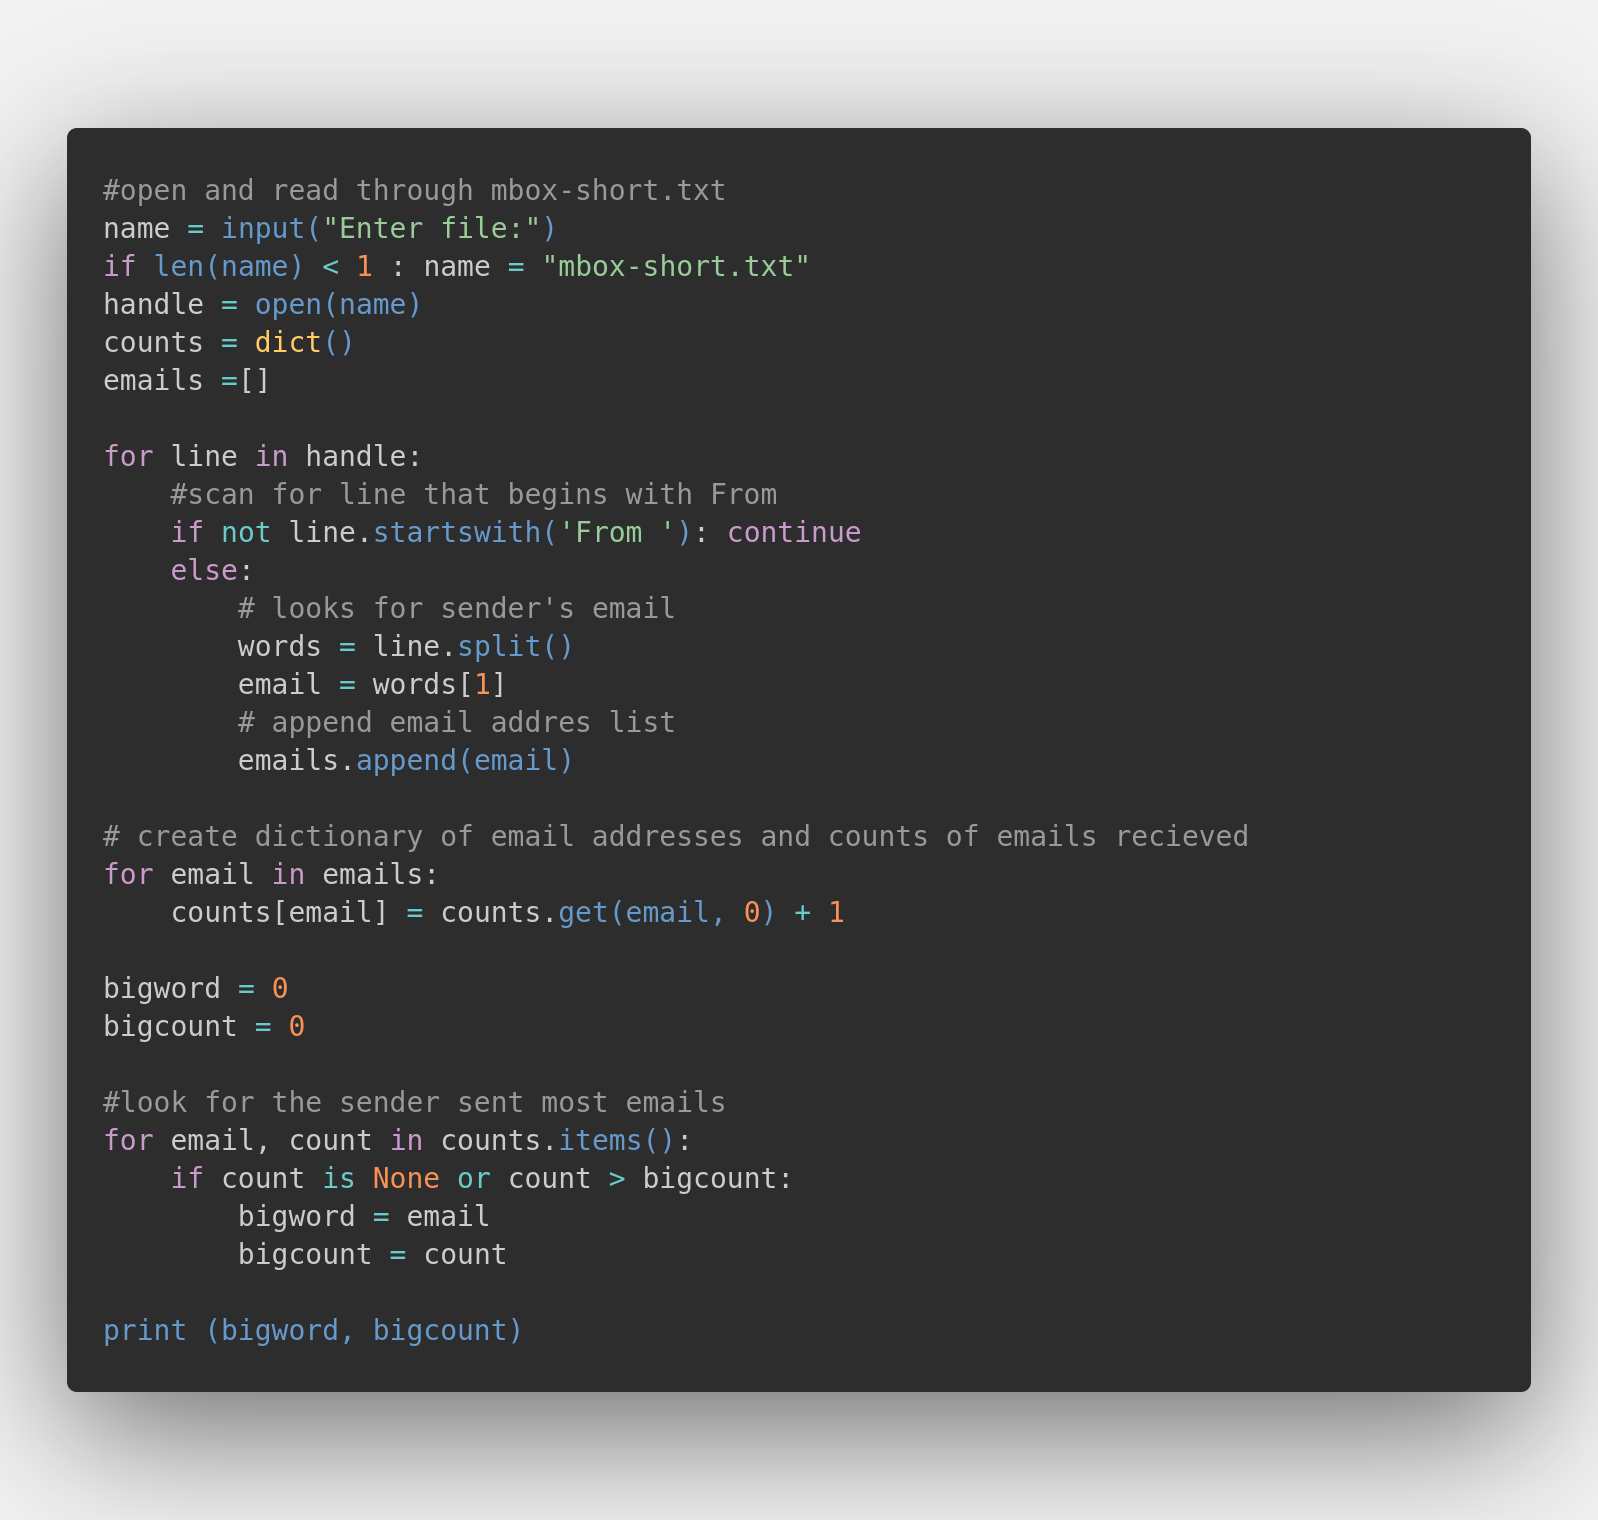 #open and read through mbox-short.txt
name = input("Enter file:")
if len(name) < 1 : name = "mbox-short.txt"
handle = open(name)
counts = dict()
emails =[]

for line in handle:
    #scan for line that begins with From
    if not line.startswith('From '): continue
    else:
        # looks for sender's email
        words = line.split()
        email = words[1]
        # append email addres list
        emails.append(email)

# create dictionary of email addresses and counts of emails recieved
for email in emails:
    counts[email] = counts.get(email, 0) + 1

bigword = 0
bigcount = 0

#look for the sender sent most emails
for email, count in counts.items():
    if count is None or count > bigcount:
        bigword = email
        bigcount = count

print (bigword, bigcount)